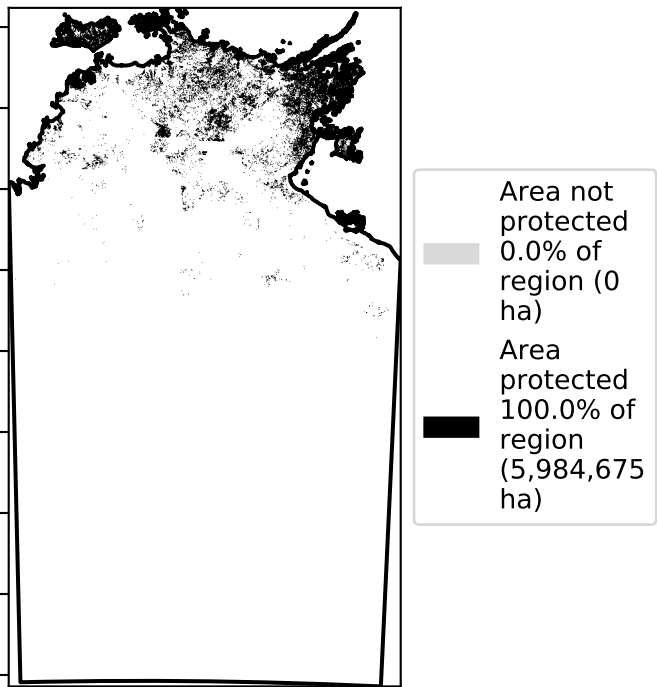 Area not
protected
0.0% of
region (0
ha)
Area
protected
100.0% of
region
(5,984,675
ha)